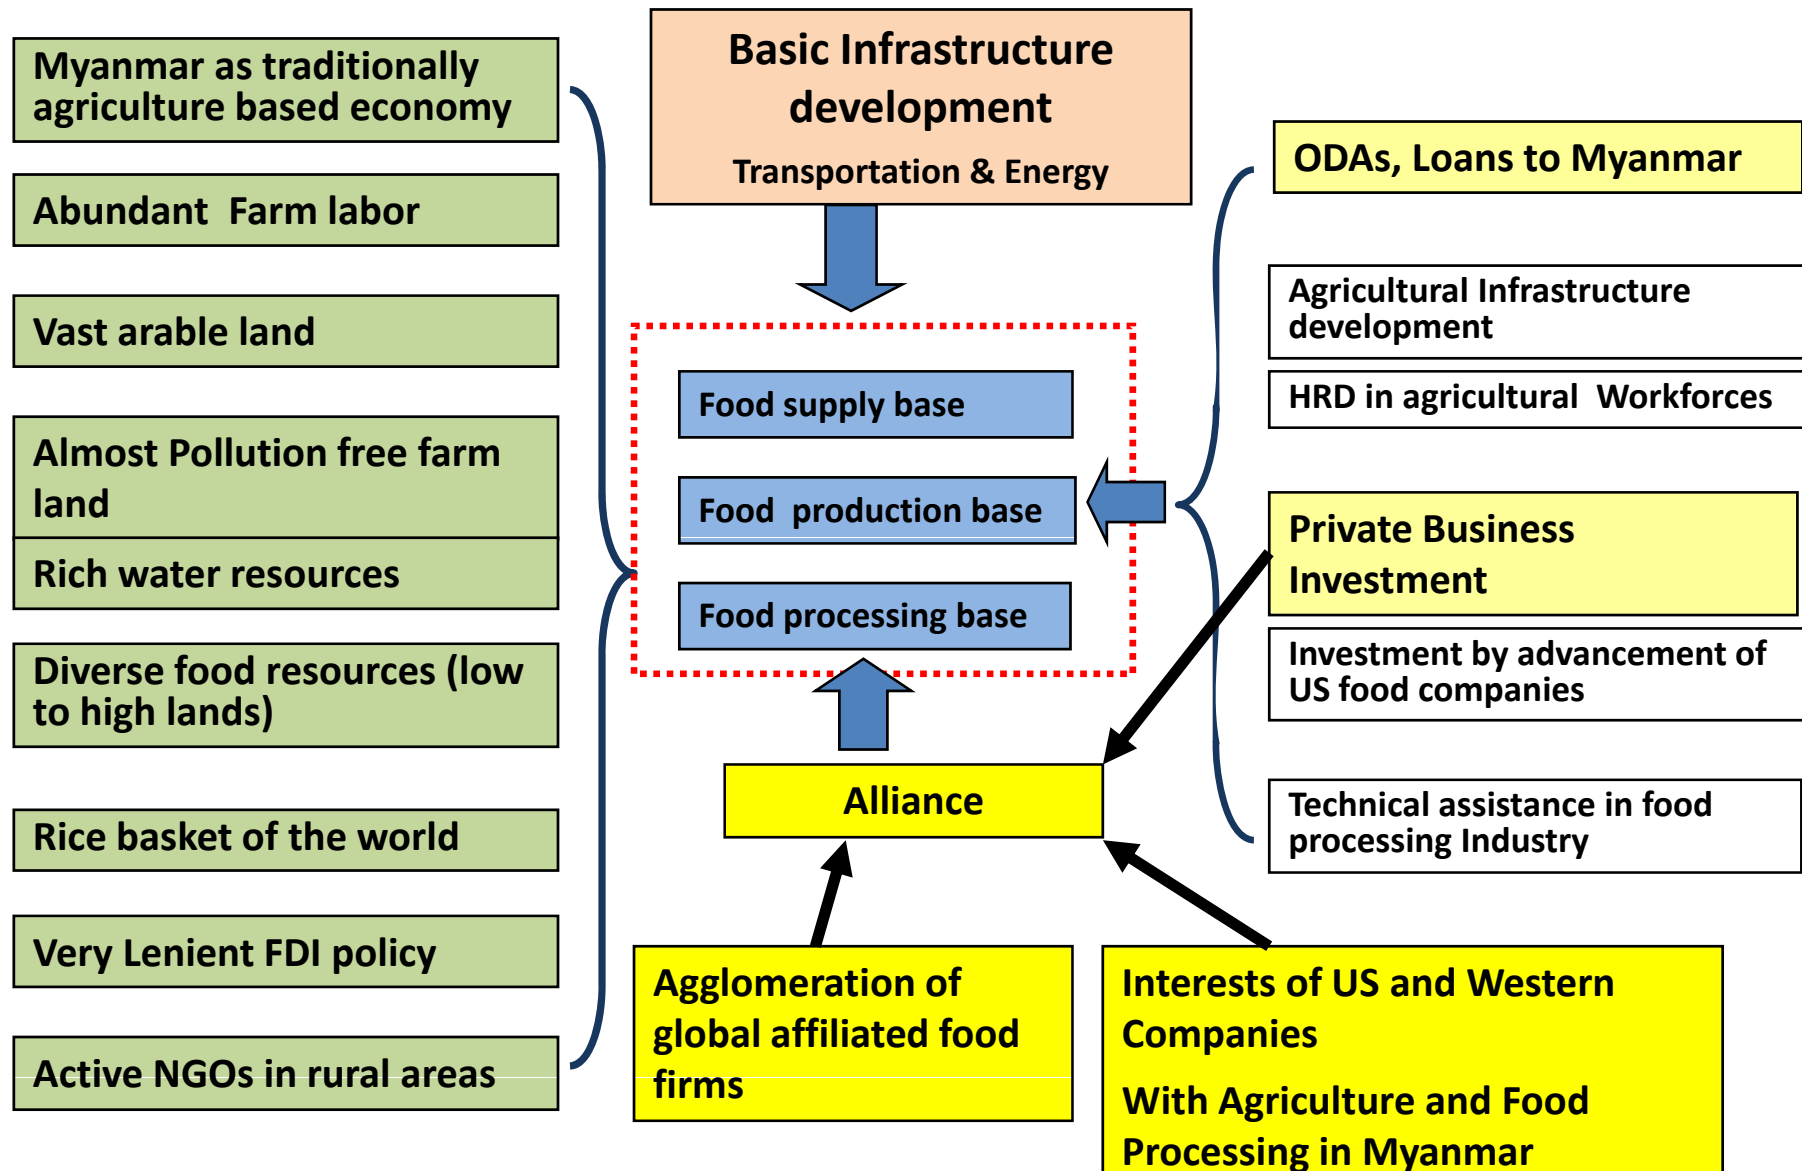 Myanmar as traditionally
agriculture based economy
Abundant Farm labor
Vast arable land
Almost Pollution free farm
land
Rich water resources
Diverse food resources (low
to high lands)
Rice basket of the world
Very Lenient FDI policy
Active NGOs in rural areas
Basic Infrastructure
development
Transportation & Energy
Food supply base
Food production base
Food processing base
Alliance
Agglomeration of
global affiliated food
firms
Interests of US and Western
Companies
With Agriculture and Food
Processing in Myanmar
ODAs, Loans to Myanmar
Agricultural Infrastructure
development
HRD in agricultural Workforces
Private Business
Investment
Investment by advancement of
US food companies
Technical assistance in food
processing Industry